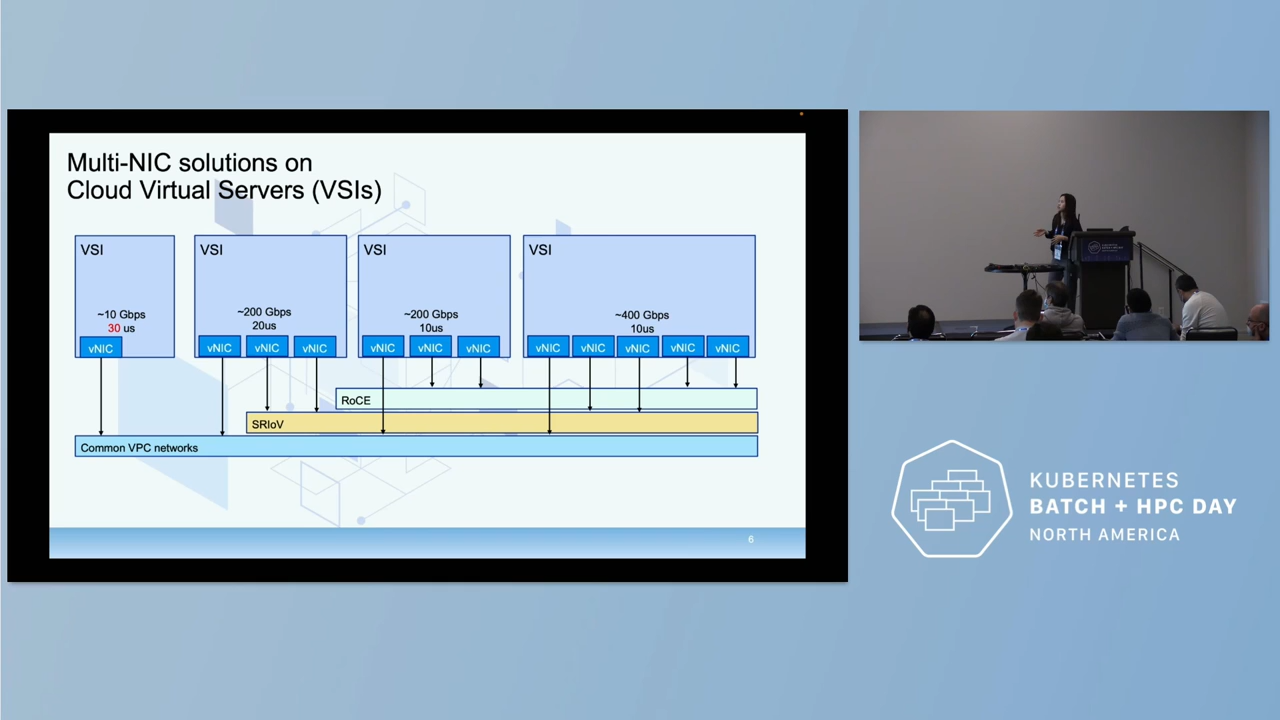 Multi-NIC solutions on
Cloud Virtual Servers (VSIs)
VSI
~10 Gbps
30 us
vNIC
VSI
~200 Gbps
20us
vNIC
vNIC
vNIC
VSI
~200 Gbps
10us
vNIC
vNIC
vNIC
VSI
~400 Gbps
10us
vNIC
vNIC
vNIC
vNIC
vNIC
RoCE
SRIoV
Common VPC networks
6
KUBERNETES
BATCH + HPC DAY
NORTH AMERICA